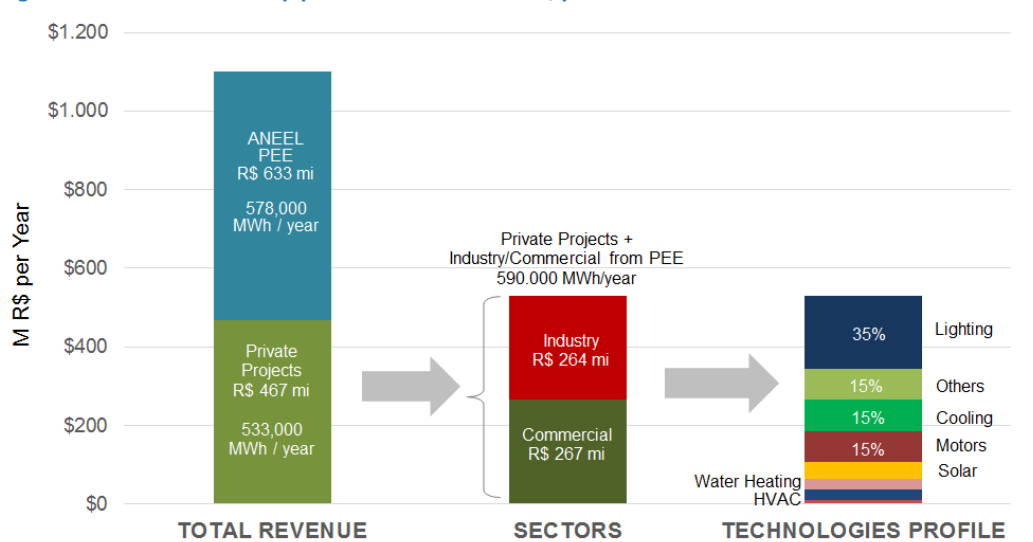 $1.200
$1.000
$800
$600
$400
$200
$0
M R$ per Year
ANEEL
PEE
R$ 633 mi
578,000
MWh / year
Private
Projects
R$ 467 mi
533,000
MWh / year
Private Projects +
Industry/Commercial from PEE
590.000 MWh/year
Industry
R$ 264 mi
Commercial
R$ 267 mi
35%
Lighting
15%
Others
15%
Cooling
15%
Motors
Solar
Water Heating
HVAC
TOTAL REVENUE
SECTORS
TECHNOLOGIES PROFILE